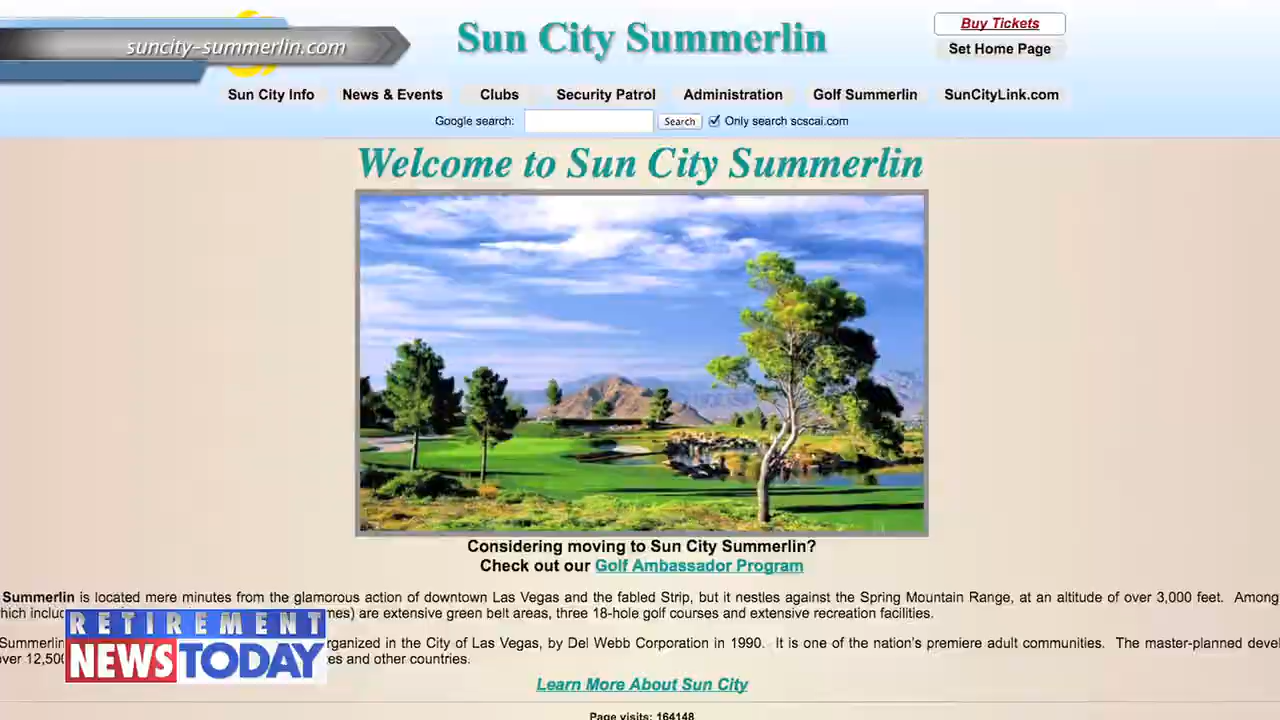 suncity-summerlin.com
Sun City Summerlin
Buy Tickets
Set Home Page
Sun City Info News & Events Clubs Security Patrol Administration Golf Summerlin SunCityLink.com
Google search: Search Only search scscai.com
Welcome to Sun City Summerlin
Considering moving to Sun City Summerlin?
Check out our Golf Ambassador Program
Summerlin is located mere minutes from the glamorous action of downtown Las Vegas and the fabled Strip, but it nestles against the Spring Mountain Range, at an altitude of over 3,000 feet. Among
are extensive green belt areas, three 18-hole golf courses and extensive recreation facilities.
Summerlin in the City of Las Vegas, by Del Webb Corporation in 1990. It is one of the nation's premiere adult communities. The master-planned
and other countries.
RETIREMENT
NEWS TODAY
Learn More About Sun City
Page visits: 164148